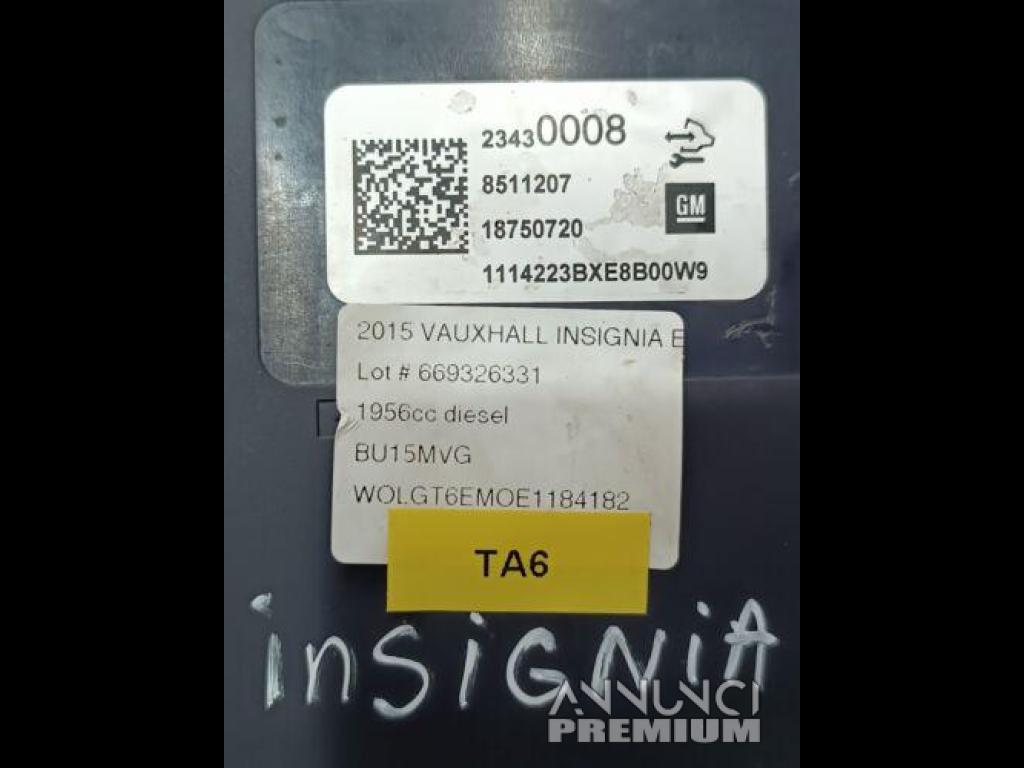 23430008
8511207
18750720
GM
1114223BXE8B00W9
2015 VAUXHALL INSIGNIA E
Lot # 669326331
1956cc diesel
BU15MVG
WOLGT6EMOE1184182
TA6
iNSiGNiA
ANNUNCI
PREMIUM